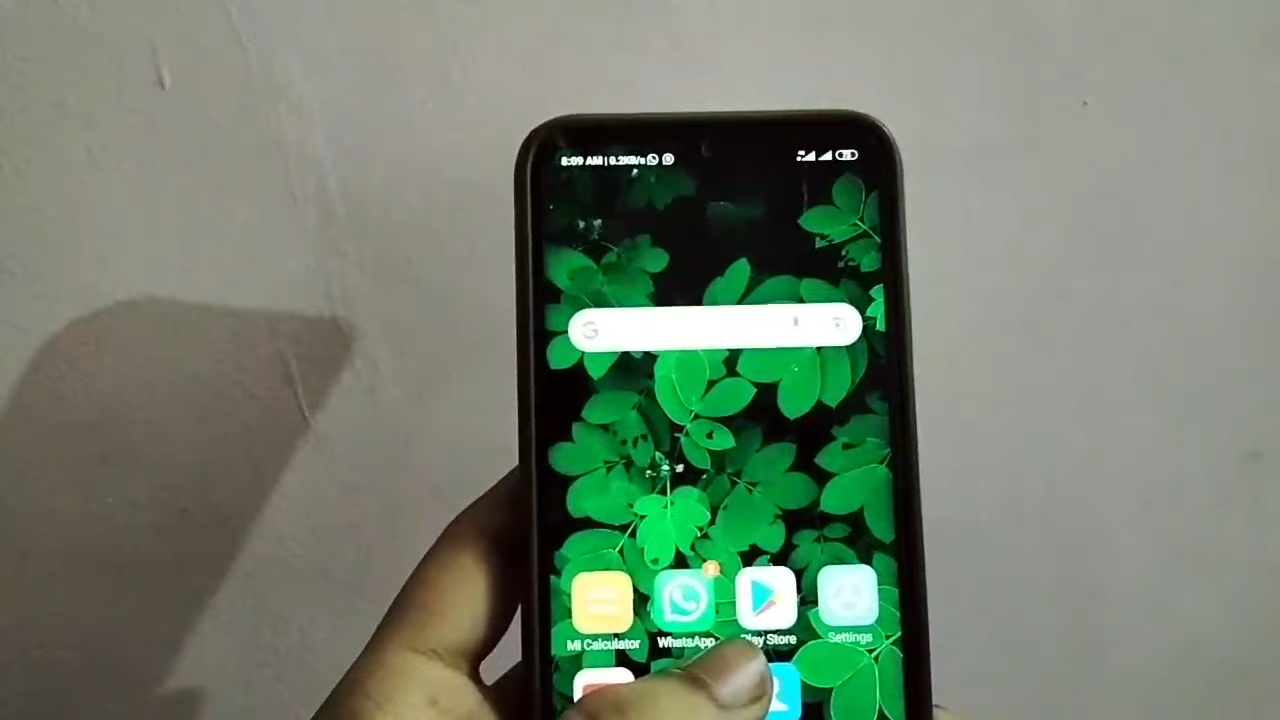 8:09 AM | 0.2KB/s
G
Mi Calculator
WhatsApp
Play Store
Settings